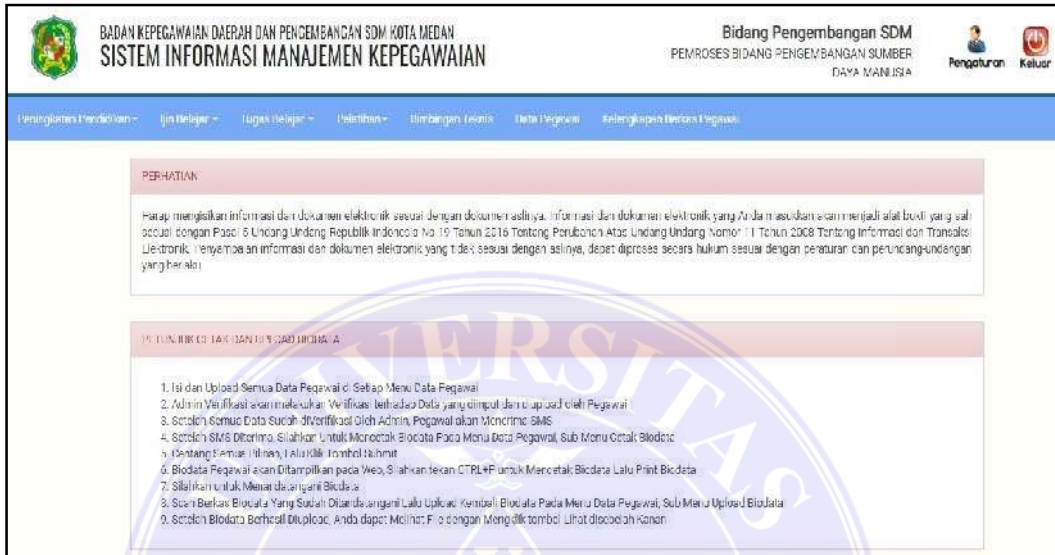 BADAN KEPEGAWAIAN DAERAH DAN PENGEMBANGAN SDM KOTA MEDAN
SISTEM INFORMASI MANAJEMEN KEPEGAWAIAN
Bidang Pengembangan SDM
PEMROSES BIDANG PENGEMBANGAN SUMBER
DAYA MANUSIA
Pengaturan Keluar
Peningkatan Pendidikan Ijin Belajar Tugas Belajar Pelatihan Bimbingan Teknis Data Pegawai Kelengkapan Berkas Pegawai
PERHATIAN
Harap mengisikan informasi dan dokumen elektronik sesuai dengan dokumen aslinya. Informasi dan dokumen elektronik yang Anda masukkan akan menjadi alat bukti yang sah
sesuai dengan Pasal 5 Undang Undang Republik Indonesia No 19 Tahun 2016 Tentang Perubahan Atas Undang Undang Nomor 11 Tahun 2008 Tentang Informasi dan Transaksi
Elektronik. Penyampaian informasi dan dokumen elektronik yang tidak sesuai dengan aslinya, dapat diproses secara hukum sesuai dengan peraturan dan perundang-undangan
yang berlaku
PETUNJUK CETAK DAN UPLOAD BIODATA
1. Isi dan Upload Semua Data Pegawai di Setiap Menu Data Pegawai
2. Admin Verifikasi akan melakukan Verifikasi terhadap Data yang diinput dan diupload oleh Pegawai
3. Setelah Semua Data Sudah diVerifikasi Oleh Admin, Pegawai akan Menerima SMS
4. Setelah SMS Diterima, Silahkan Untuk Mencetak Biodata Pada Menu Data Pegawai, Sub Menu Cetak Biodata
5. Centang Semua Pilihan, Lalu Klik Tombol Submit
6. Biodata Pegawai akan Ditampilkan pada Web, Silahkan tekan CTRL+P untuk Mencetak Biodata Lalu Print Biodata
7. Silahkan untuk Menandatangani Biodata
8. Scan Berkas Biodata Yang Sudah Ditandatangani Lalu Upload Kembali Biodata Pada Menu Data Pegawai, Sub Menu Upload Biodata
9. Setelah Biodata Berhasil Diupload, Anda dapat Melihat File dengan Mengklik tombol Lihat disebelah Kanan
VERSITAS